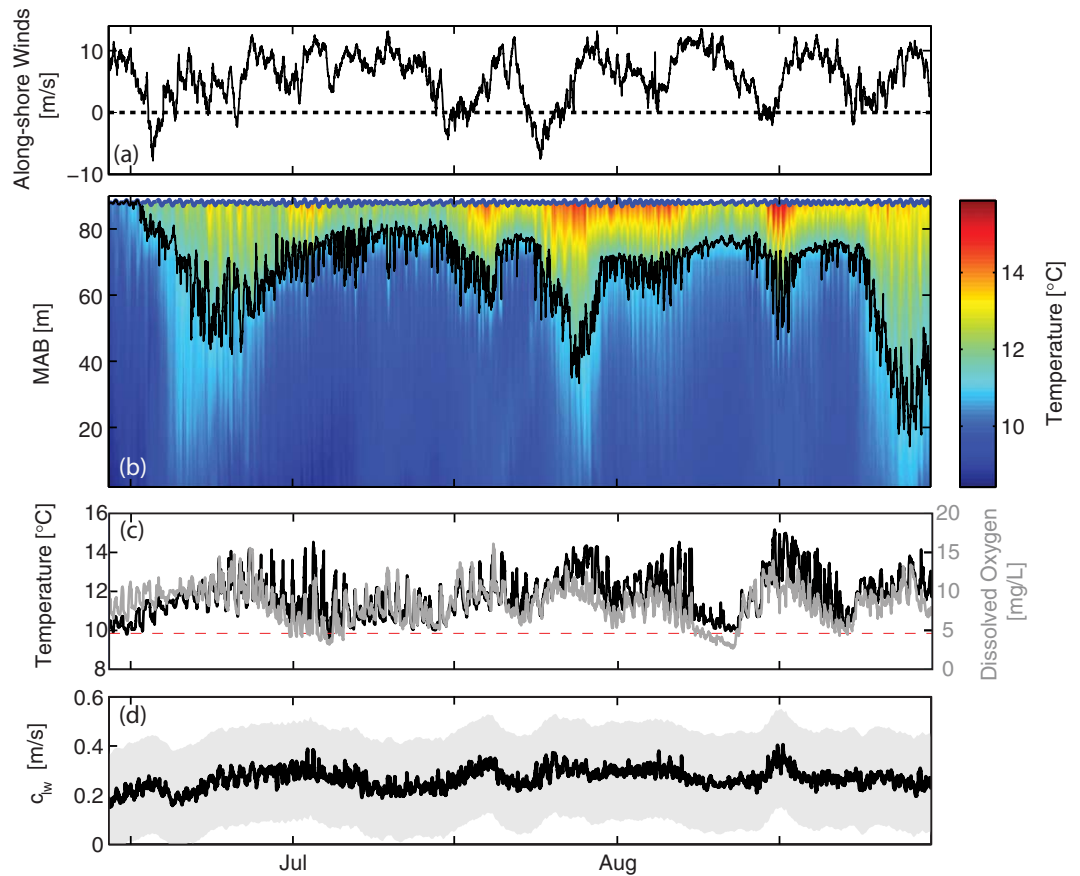 Along-shore Winds
[m/s]
10
0
−10
(a)
MAB [m]
80
60
40
20
(b)
14
12
10
Temperature [°C]
Temperature [°C]
16
14
12
10
8
(c)
20
15
10
5
0
Dissolved Oxygen
[mg/L]
c_lw [m/s]
0.6
0.4
0.2
0
(d)
Jul
Aug